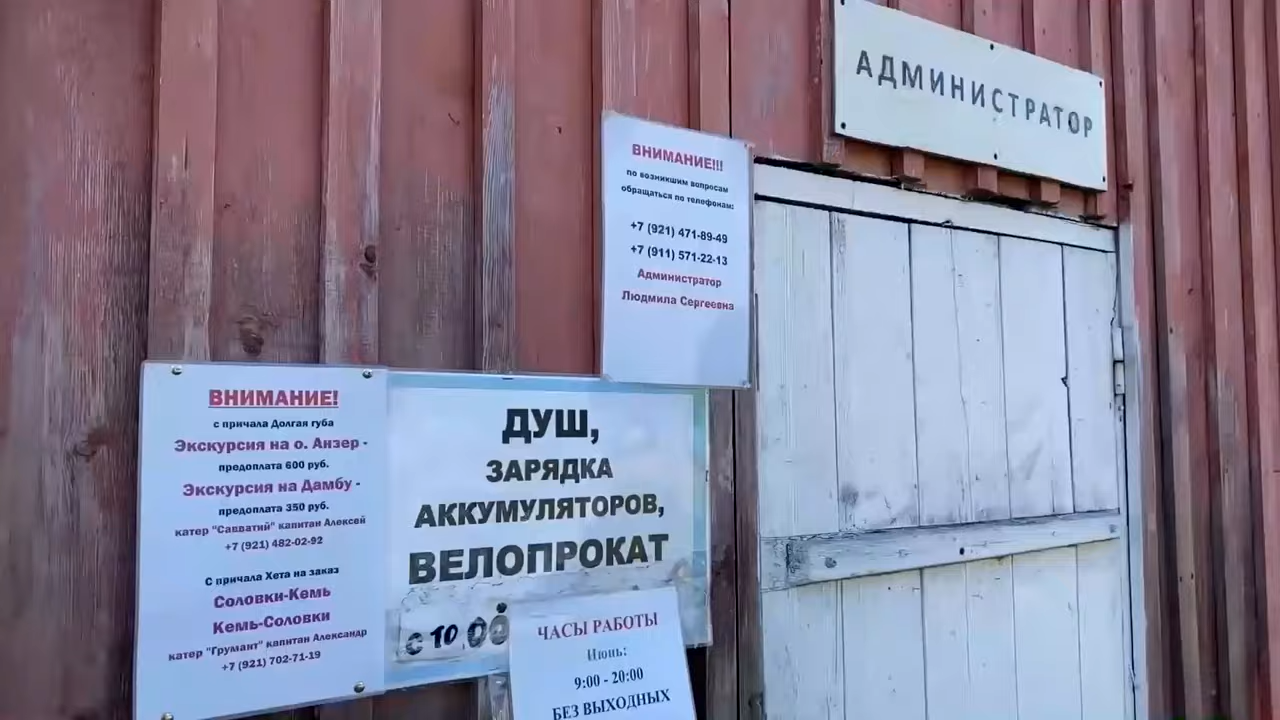 АДМИНИСТРАТОР
ВНИМАНИЕ!!!
по возникшим вопросам
обращаться по телефонам:
+7 (921) 471-89-49
+7 (911) 571-22-13
Администратор
Людмила Сергеевна
ВНИМАНИЕ!
с причала Долгая губа
Экскурсия на о. Анзер -
предоплата 600 руб.
Экскурсия на Дамбу -
предоплата 350 руб.
катер "Савватий" капитан Алексей
+7 (921) 482-02-92
С причала Хета на заказ
Соловки-Кемь
Кемь-Соловки
катер "Грумант" капитан Александр
+7 (921) 702-71-19
ДУШ,
ЗАРЯДКА
АККУМУЛЯТОРОВ,
ВЕЛОПРОКАТ
с 10.00
ЧАСЫ РАБОТЫ
Июнь:
9:00 - 20:00
БЕЗ ВЫХОДНЫХ